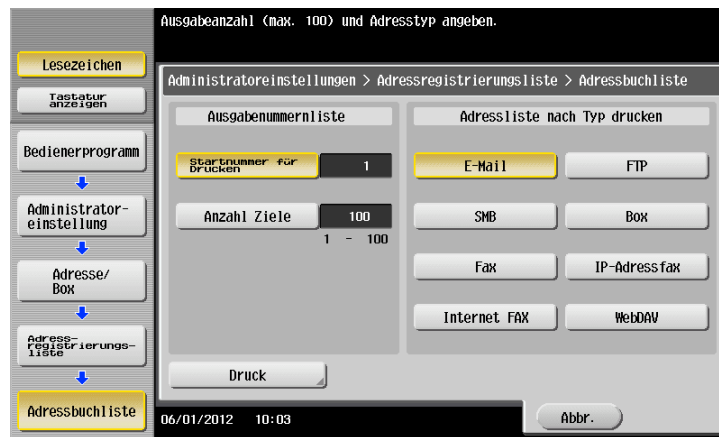 Ausgabeanzahl (max. 100) und Adresstyp angeben.
Lesezeichen
Tastatur
anzeigen
Bedienerprogramm
Administrator-
einstellung
Adresse/
Box
Adress-
registrierungs-
liste
Adressbuchliste
Administratoreinstellungen > Adressregistrierungsliste > Adressbuchliste
Ausgabenummernliste
Startnummer für
Drucken
1
Anzahl Ziele
100
1 - 100
Druck
Adressliste nach Typ drucken
E-Mail
FTP
SMB
Box
Fax
IP-Adressfax
Internet FAX
WebDAV
06/01/2012 10:03
Abbr.